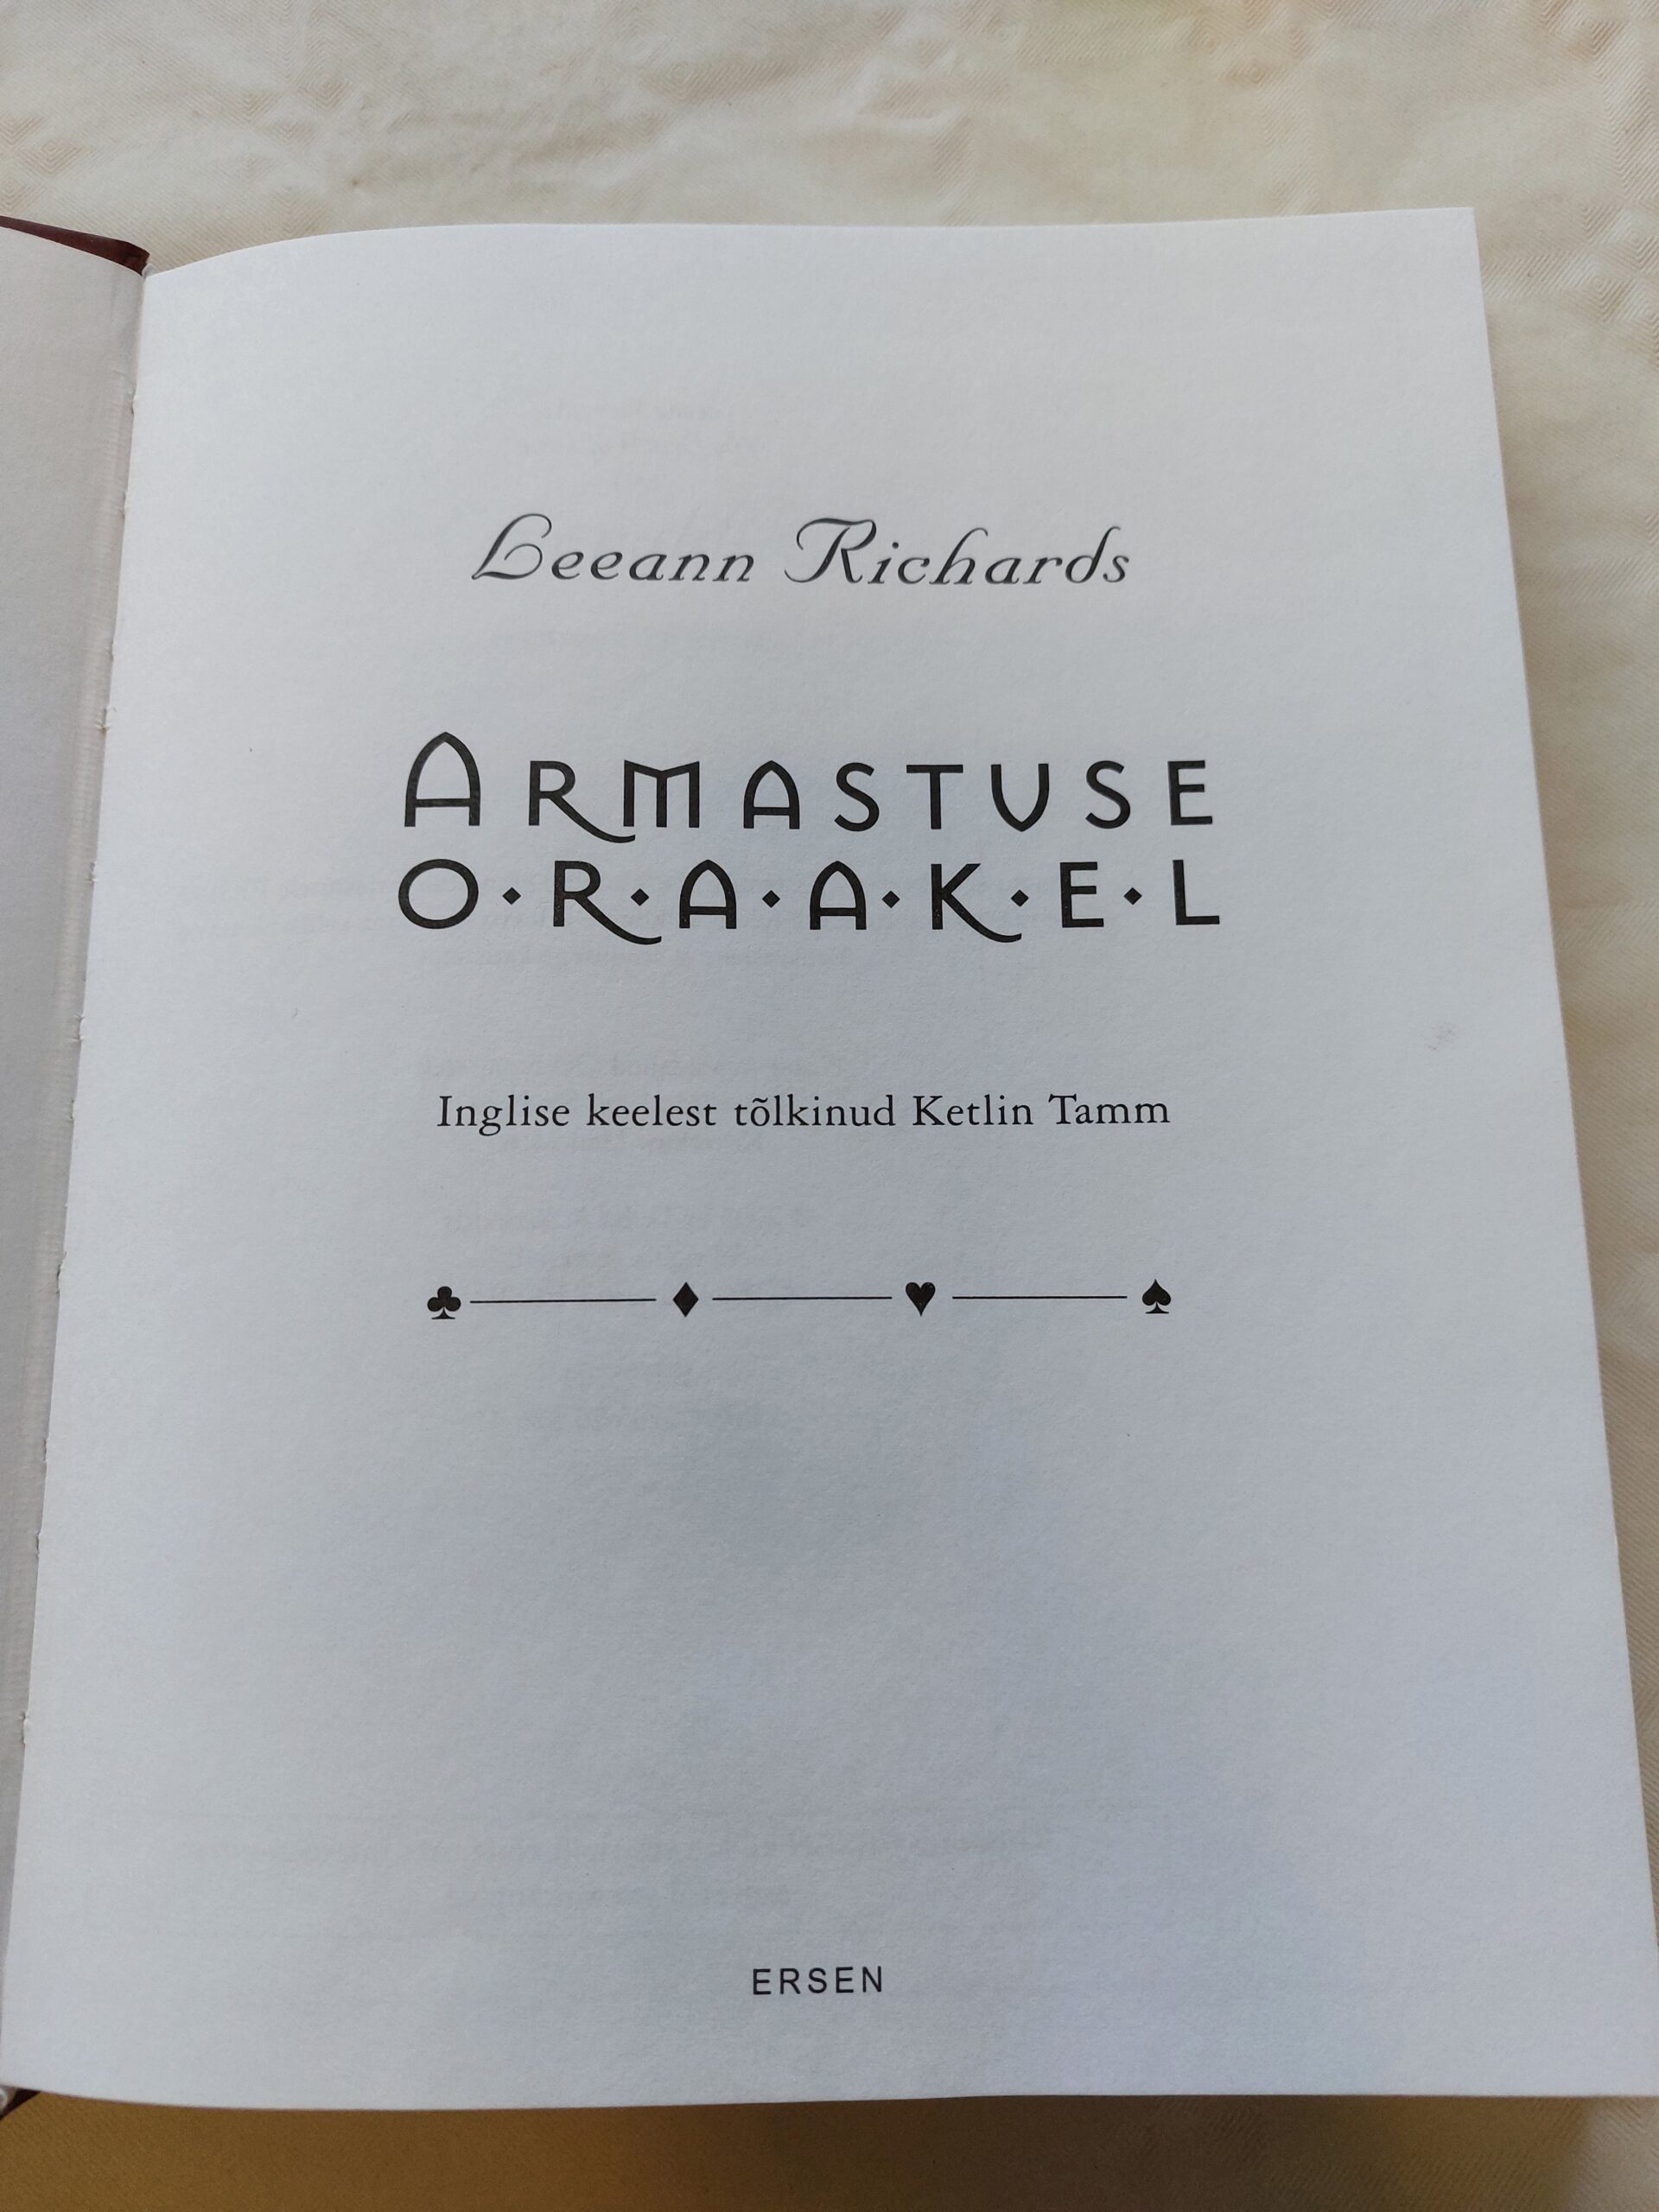 Leeann Richards
ARMASTUSE
O·R·A·A·K·E·L
Inglise keelest tõlkinud Ketlin Tamm
ERSEN